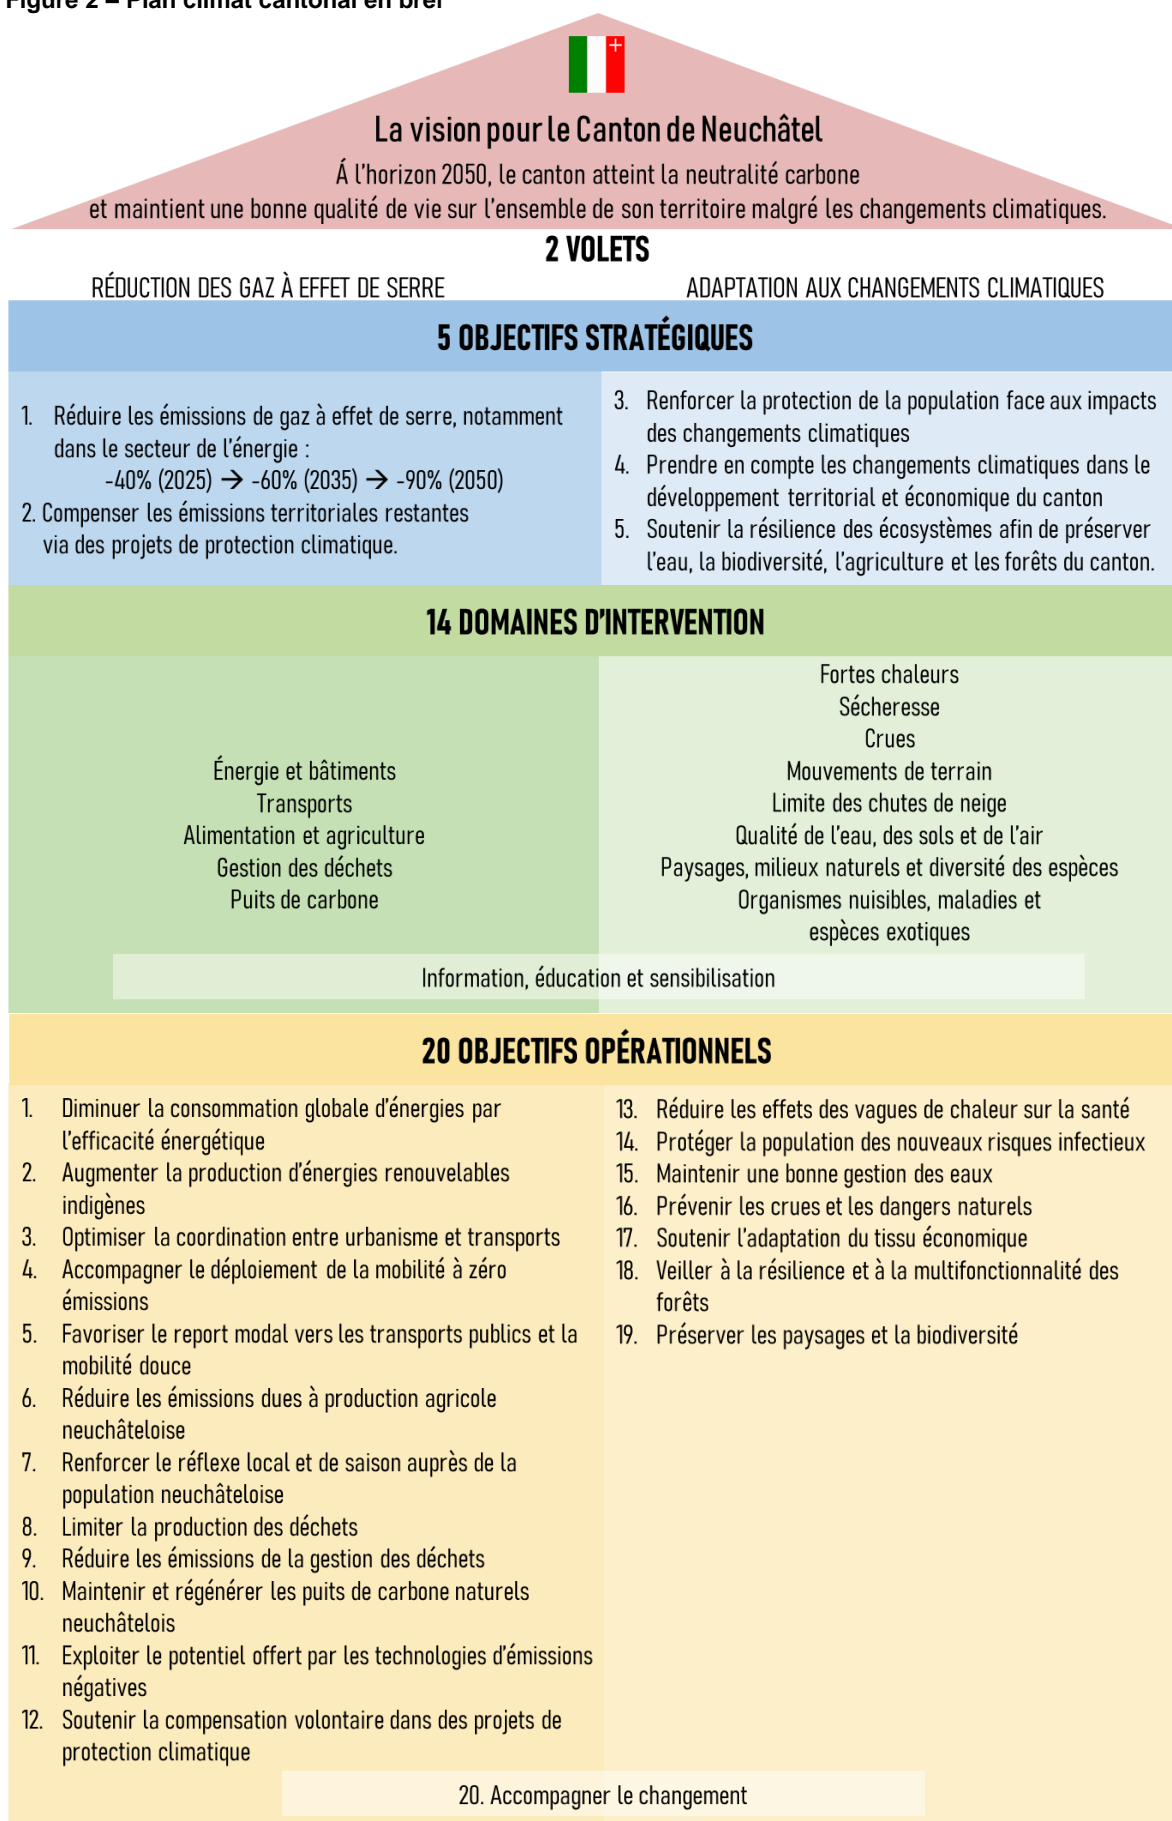 Figure 2 – Plan climat cantonal en bref
La vision pour le Canton de Neuchâtel
Á l'horizon 2050, le canton atteint la neutralité carbone
et maintient une bonne qualité de vie sur l'ensemble de son territoire malgré les changements climatiques.
2 VOLETS
RÉDUCTION DES GAZ À EFFET DE SERRE
ADAPTATION AUX CHANGEMENTS CLIMATIQUES
5 OBJECTIFS STRATÉGIQUES
1. Réduire les émissions de gaz à effet de serre, notamment
dans le secteur de l'énergie :
-40% (2025) → -60% (2035) → -90% (2050)
2. Compenser les émissions territoriales restantes
via des projets de protection climatique.
3. Renforcer la protection de la population face aux impacts
des changements climatiques
4. Prendre en compte les changements climatiques dans le
développement territorial et économique du canton
5. Soutenir la résilience des écosystèmes afin de préserver
l'eau, la biodiversité, l'agriculture et les forêts du canton.
14 DOMAINES D'INTERVENTION
Énergie et bâtiments
Transports
Alimentation et agriculture
Gestion des déchets
Puits de carbone
Fortes chaleurs
Sécheresse
Crues
Mouvements de terrain
Limite des chutes de neige
Qualité de l'eau, des sols et de l'air
Paysages, milieux naturels et diversité des espèces
Organismes nuisibles, maladies et
espèces exotiques
Information, éducation et sensibilisation
20 OBJECTIFS OPÉRATIONNELS
1. Diminuer la consommation globale d'énergies par
l'efficacité énergétique
2. Augmenter la production d'énergies renouvelables
indigènes
3. Optimiser la coordination entre urbanisme et transports
4. Accompagner le déploiement de la mobilité à zéro
émissions
5. Favoriser le report modal vers les transports publics et la
mobilité douce
6. Réduire les émissions dues à production agricole
neuchâteloise
7. Renforcer le réflexe local et de saison auprès de la
population neuchâteloise
8. Limiter la production des déchets
9. Réduire les émissions de la gestion des déchets
10. Maintenir et régénérer les puits de carbone naturels
neuchâtelois
11. Exploiter le potentiel offert par les technologies d'émissions
négatives
12. Soutenir la compensation volontaire dans des projets de
protection climatique
13. Réduire les effets des vagues de chaleur sur la santé
14. Protéger la population des nouveaux risques infectieux
15. Maintenir une bonne gestion des eaux
16. Prévenir les crues et les dangers naturels
17. Soutenir l'adaptation du tissu économique
18. Veiller à la résilience et à la multifonctionnalité des
forêts
19. Préserver les paysages et la biodiversité
20. Accompagner le changement